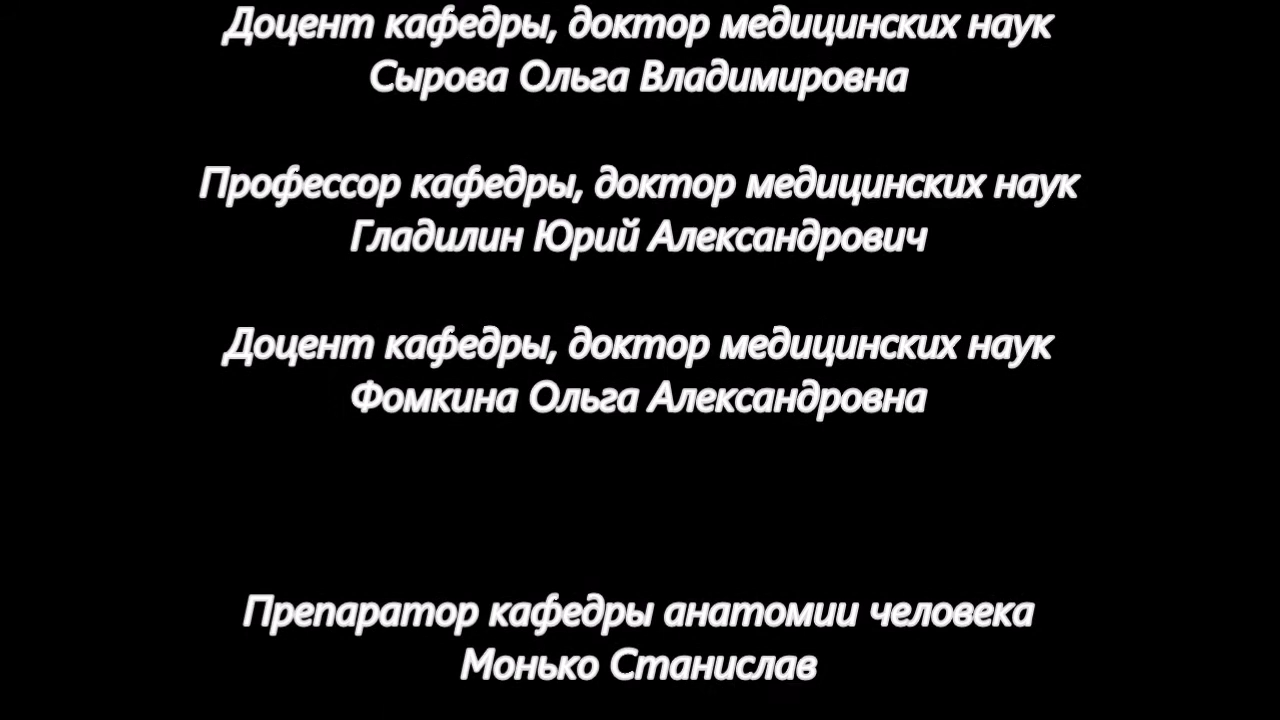 Доцент кафедры, доктор медицинских наук
Сырова Ольга Владимировна
Профессор кафедры, доктор медицинских наук
Гладилин Юрий Александрович
Доцент кафедры, доктор медицинских наук
Фомкина Ольга Александровна
Препаратор кафедры анатомии человека
Монько Станислав